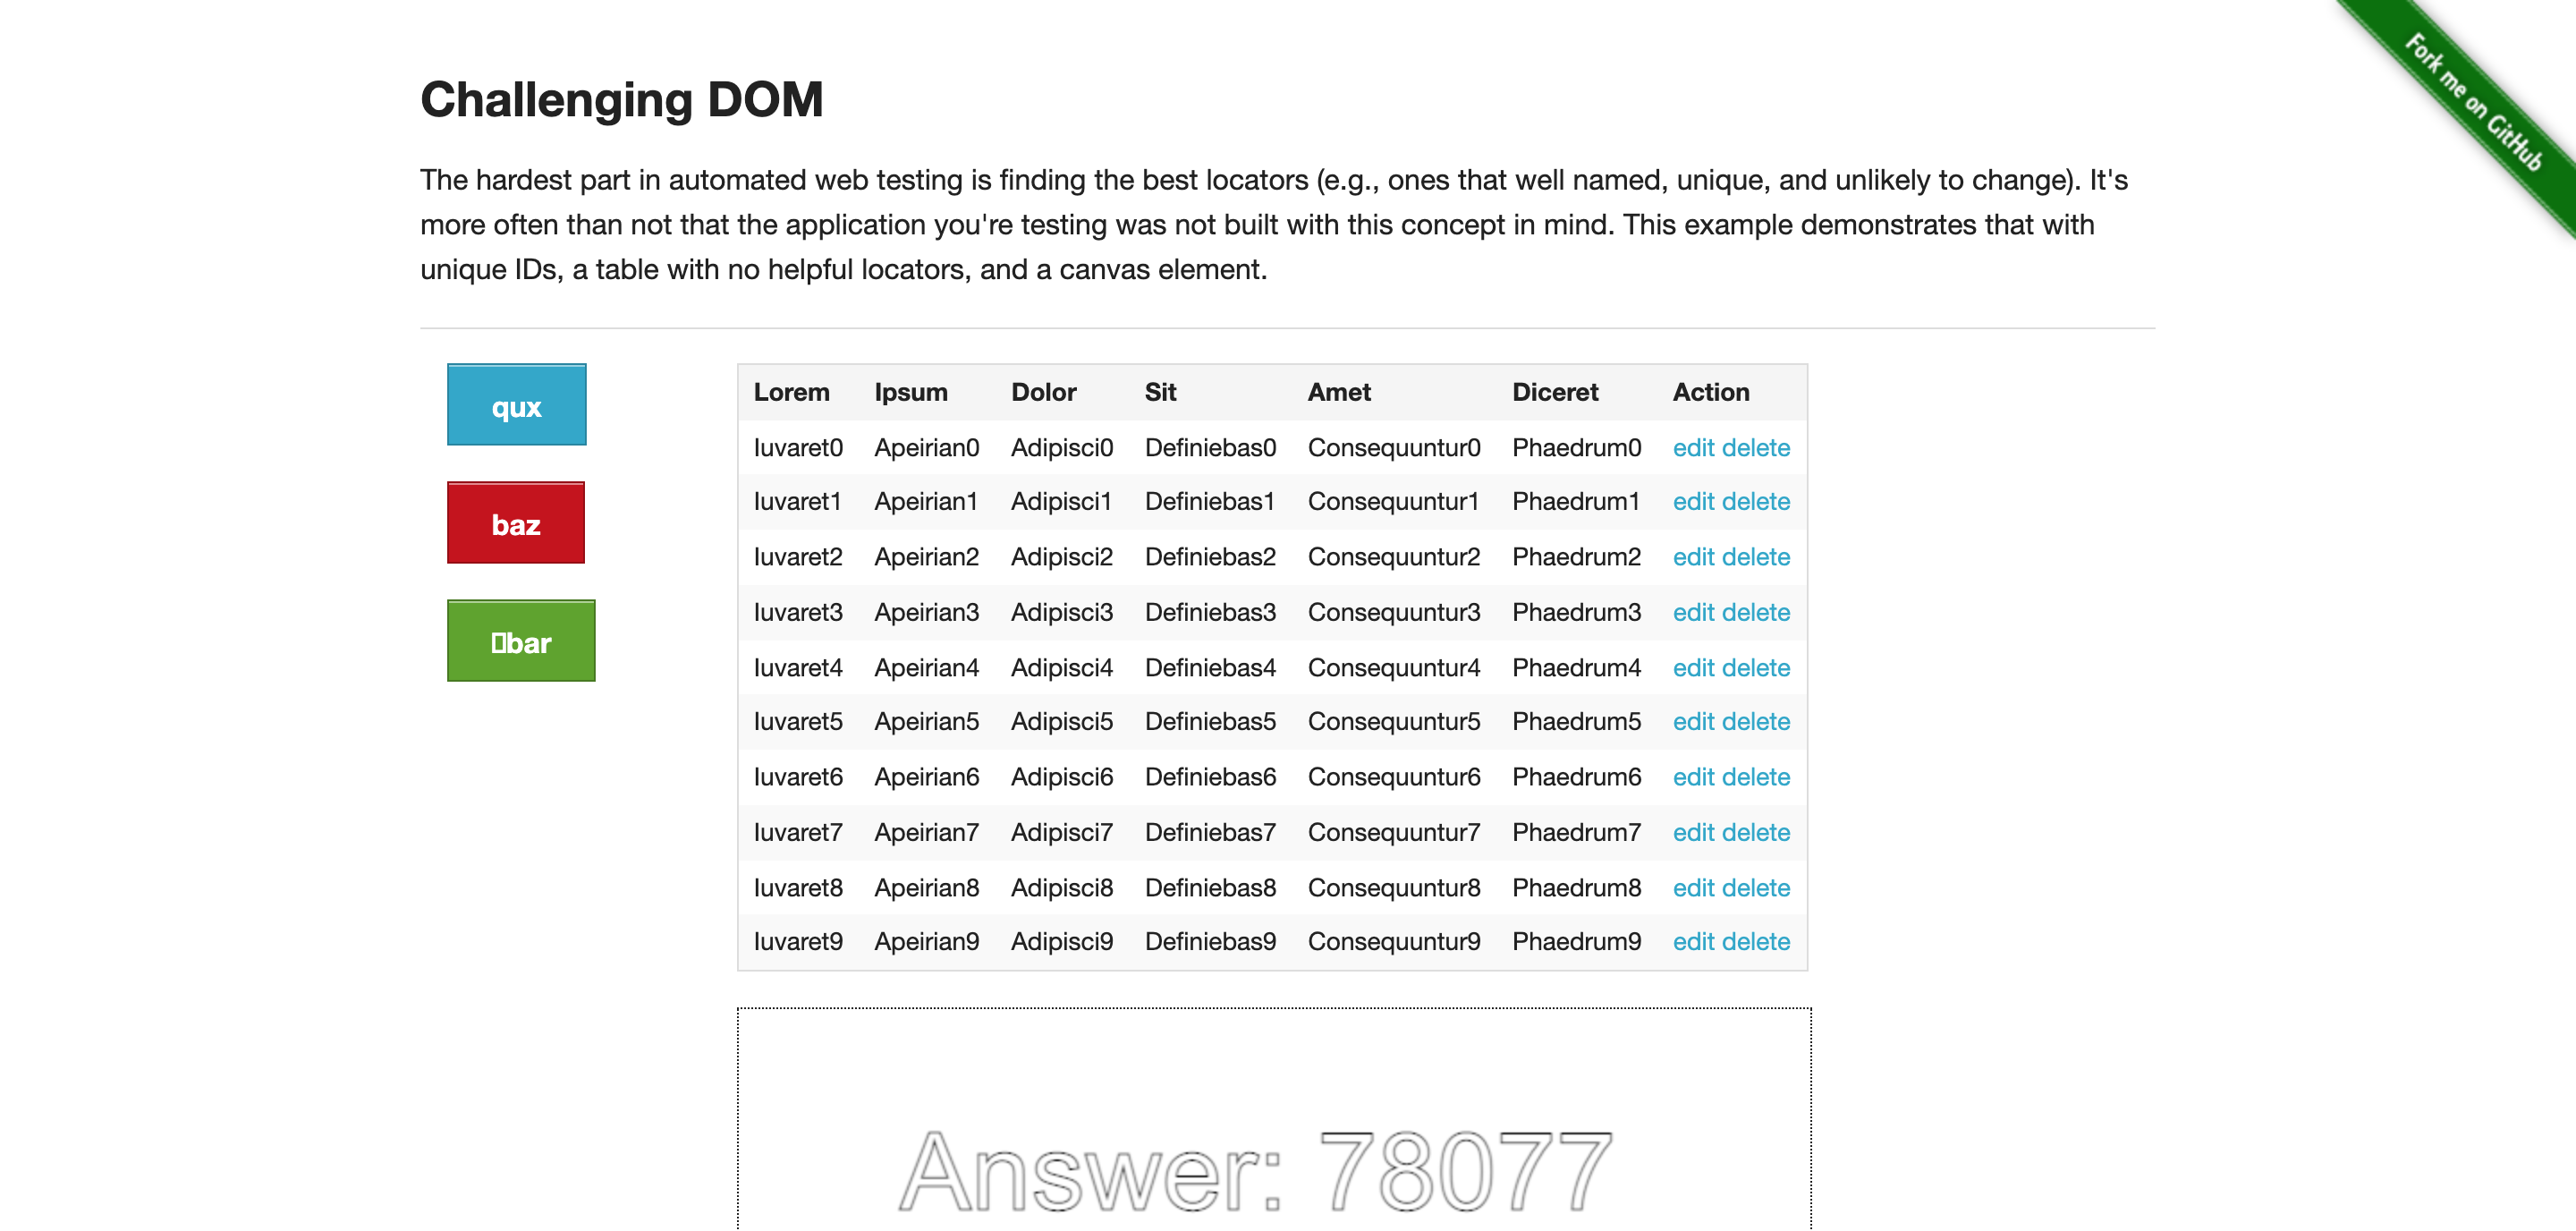 Fork me on GitHub
Challenging DOM
The hardest part in automated web testing is finding the best locators (e.g., ones that well named, unique, and unlikely to change). It's
more often than not that the application you're testing was not built with this concept in mind. This example demonstrates that with
unique IDs, a table with no helpful locators, and a canvas element.
qux
baz
bar
Lorem Ipsum Dolor Sit Amet Diceret Action
Iuvaret0 Apeirian0 Adipisci0 Definiebas0 Consequuntur0 Phaedrum0 edit delete
Iuvaret1 Apeirian1 Adipisci1 Definiebas1 Consequuntur1 Phaedrum1 edit delete
Iuvaret2 Apeirian2 Adipisci2 Definiebas2 Consequuntur2 Phaedrum2 edit delete
Iuvaret3 Apeirian3 Adipisci3 Definiebas3 Consequuntur3 Phaedrum3 edit delete
Iuvaret4 Apeirian4 Adipisci4 Definiebas4 Consequuntur4 Phaedrum4 edit delete
Iuvaret5 Apeirian5 Adipisci5 Definiebas5 Consequuntur5 Phaedrum5 edit delete
Iuvaret6 Apeirian6 Adipisci6 Definiebas6 Consequuntur6 Phaedrum6 edit delete
Iuvaret7 Apeirian7 Adipisci7 Definiebas7 Consequuntur7 Phaedrum7 edit delete
Iuvaret8 Apeirian8 Adipisci8 Definiebas8 Consequuntur8 Phaedrum8 edit delete
Iuvaret9 Apeirian9 Adipisci9 Definiebas9 Consequuntur9 Phaedrum9 edit delete
Answer: 78077